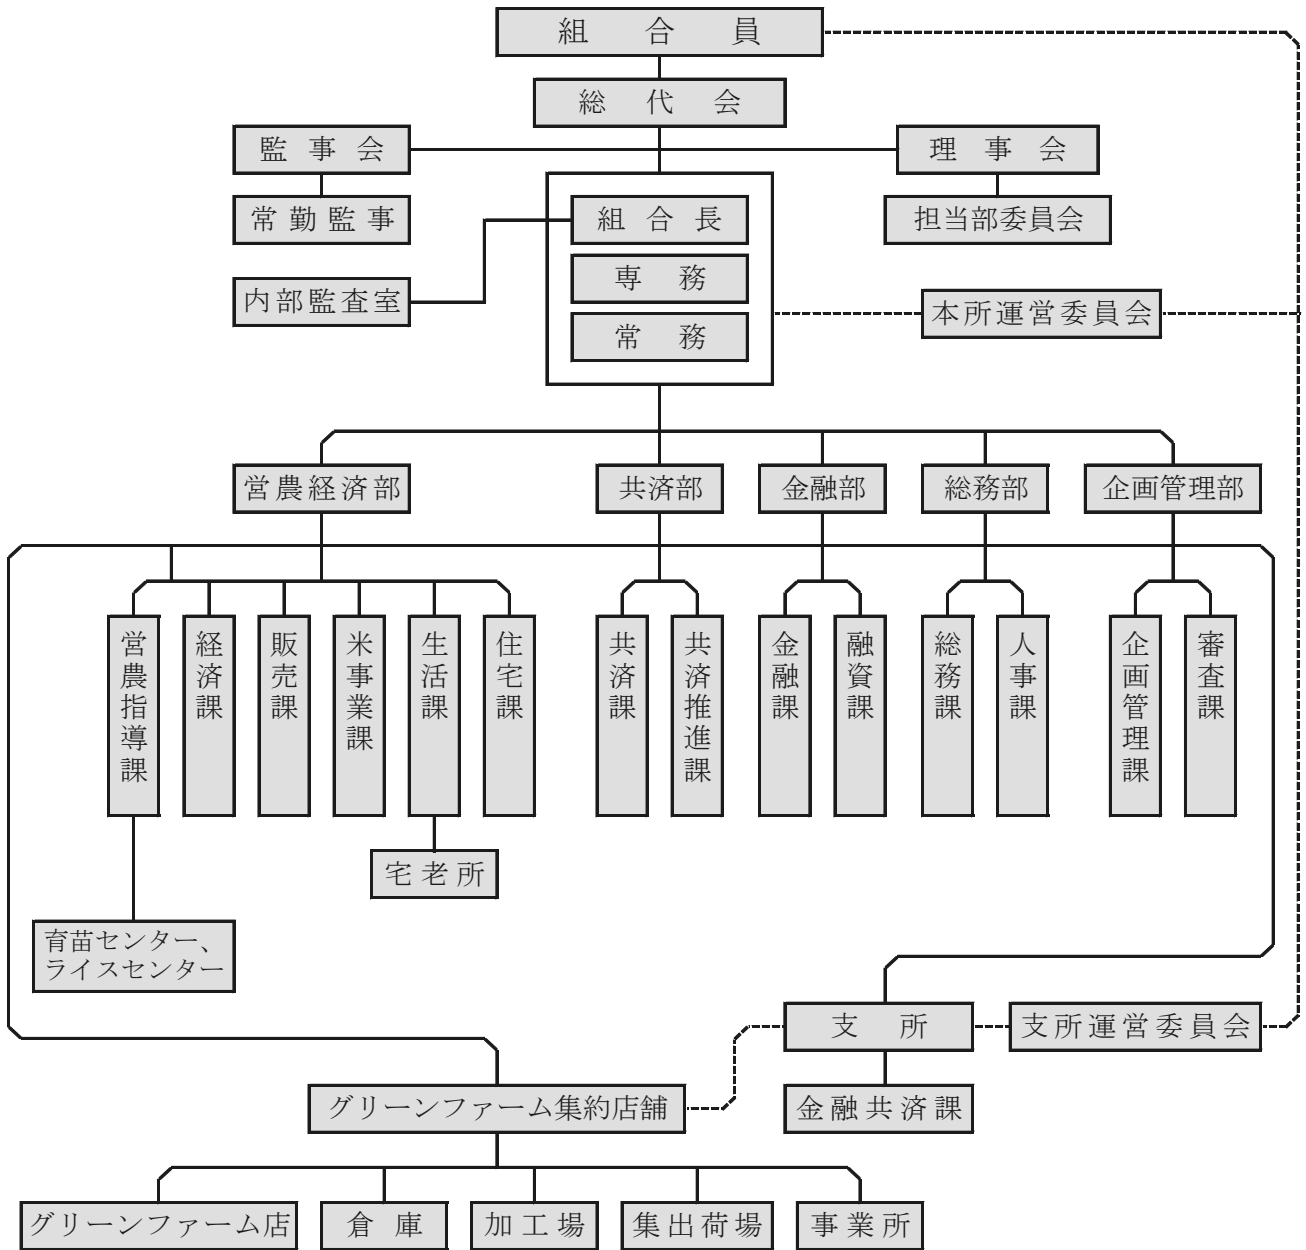 組合員
総代会
監事会
理事会
常勤監事
組合長
担当部委員会
専務
内部監査室
本所運営委員会
常務
営農経済部
共済部
金融部
総務部
企画管理部
営農指導課
経済課
販売課
米事業課
生活課
住宅課
共済課
共済推進課
金融課
融資課
総務課
人事課
企画管理課
審査課
宅老所
育苗センター、
ライスセンター
支所
支所運営委員会
グリーンファーム集約店舗
金融共済課
グリーンファーム店
倉庫
加工場
集出荷場
事業所